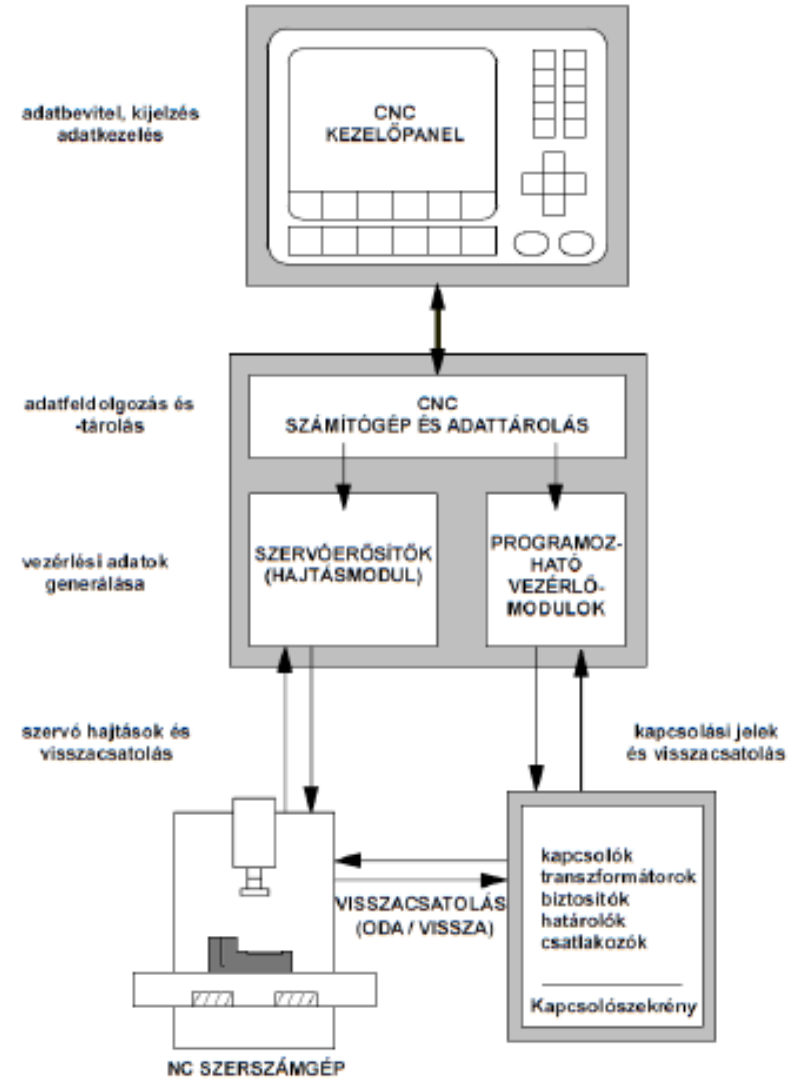 adatbevitel, kijelzés
adatkezelés
CNC
KEZELŐPANEL
adatfeldolgozás és
-tárolás
CNC
SZÁMÍTÓGÉP ÉS ADATTÁROLÁS
vezérlési adatok
generálása
SZERVÓERŐSÍTŐK
(HAJTÁSMODUL)
PROGRAMOZ-
HATÓ
VEZÉRLŐ-
MODULOK
szervó hajtások és
visszacsatolás
kapcsolási jelek
és visszacsatolás
VISSZACSATOLÁS
(ODA / VISSZA)
kapcsolók
transzformátorok
biztosítók
határolók
csatlakozók
Kapcsolószekrény
NC SZERSZÁMGÉP